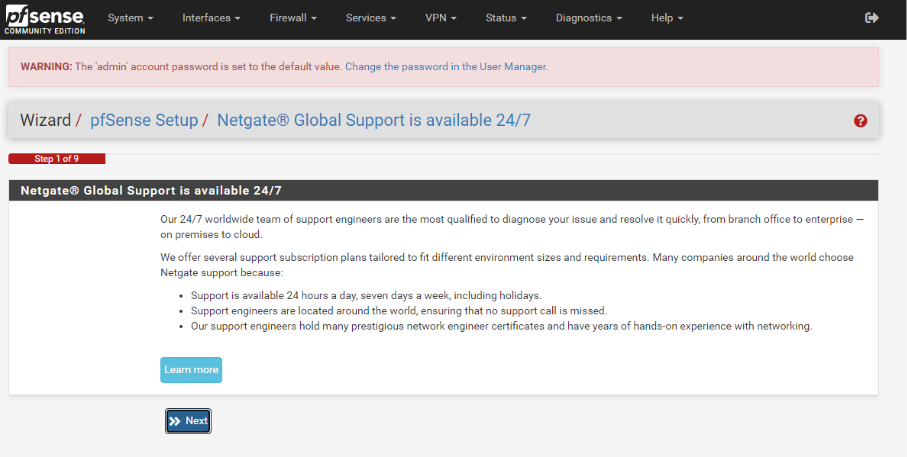 pfsense
COMMUNITY EDITION
System Interfaces Firewall Services VPN Status Diagnostics Help
WARNING: The 'admin' account password is set to the default value. Change the password in the User Manager.
Wizard / pfSense Setup / Netgate® Global Support is available 24/7
Step 1 of 9
Netgate® Global Support is available 24/7
Our 24/7 worldwide team of support engineers are the most qualified to diagnose your issue and resolve it quickly, from branch office to enterprise —
on premises to cloud.
We offer several support subscription plans tailored to fit different environment sizes and requirements. Many companies around the world choose
Netgate support because:
• Support is available 24 hours a day, seven days a week, including holidays.
• Support engineers are located around the world, ensuring that no support call is missed.
• Our support engineers hold many prestigious network engineer certificates and have years of hands-on experience with networking.
Learn more
Next